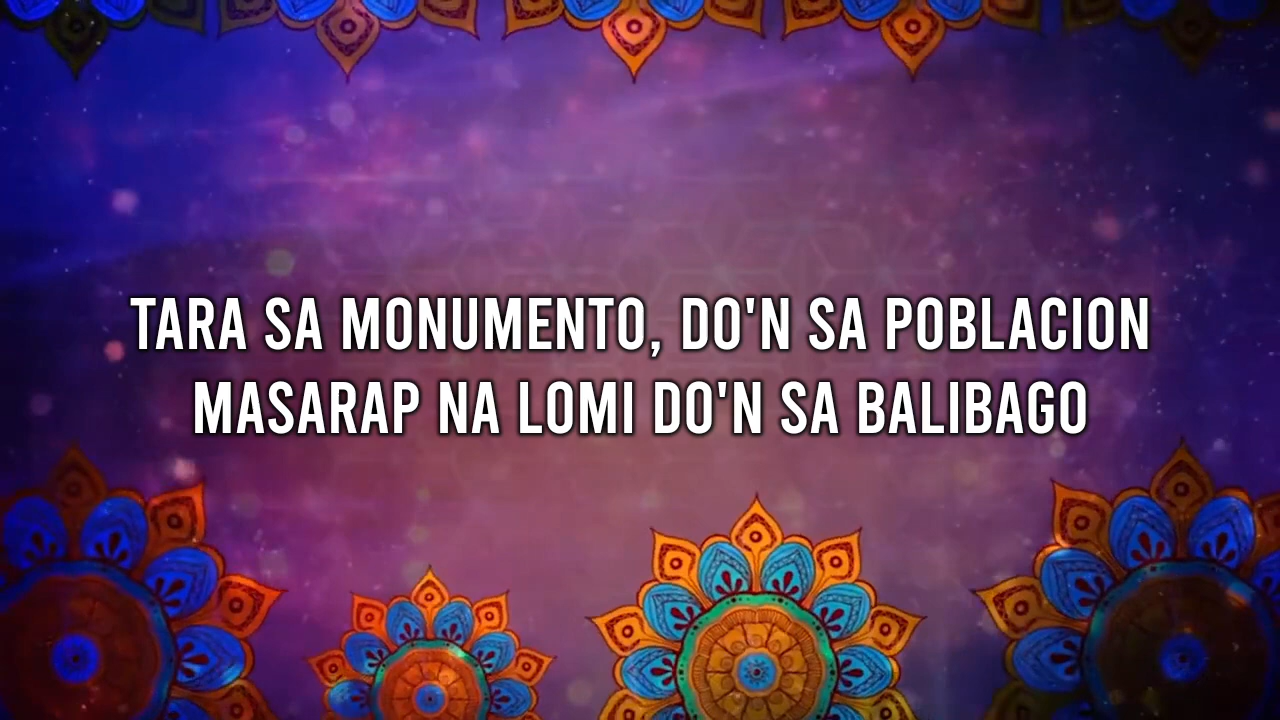 TARA SA MONUMENTO, DO'N SA POBLACION
MASARAP NA LOMI DO'N SA BALIBAGO